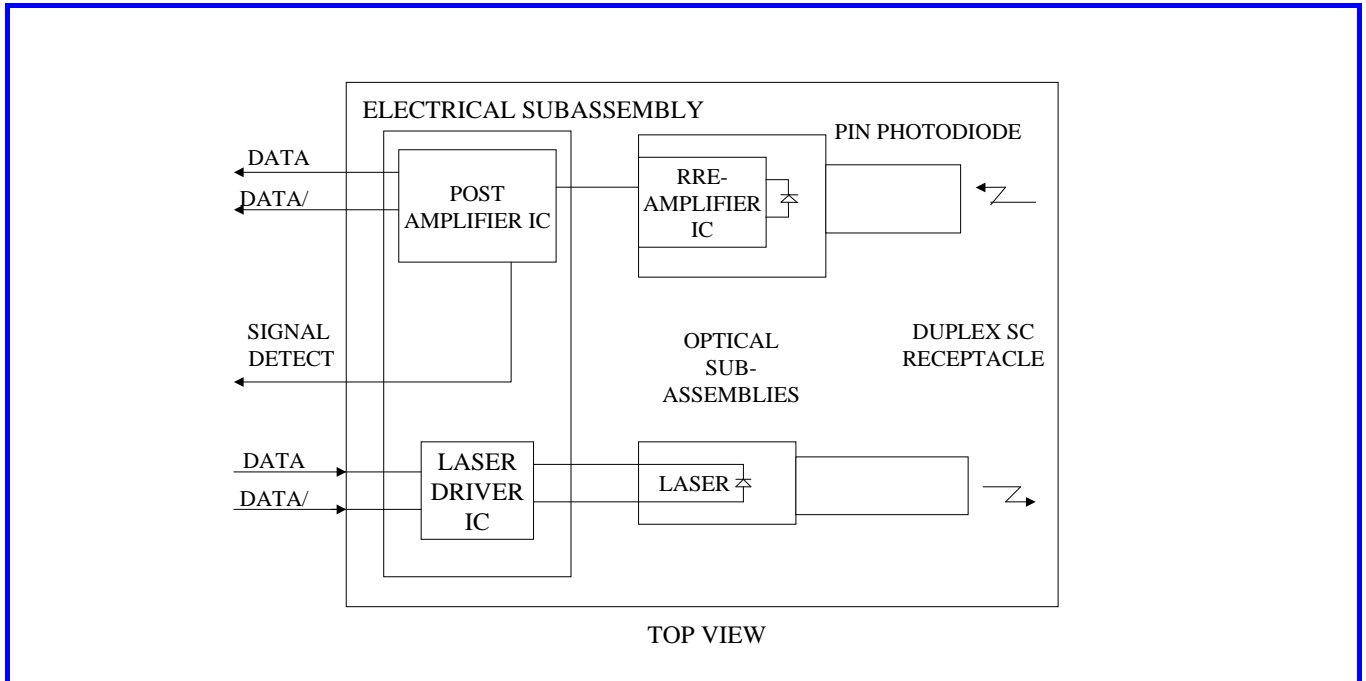 ELECTRICAL SUBASSEMBLY
PIN PHOTODIODE
DATA
DATA/
POST
AMPLIFIER IC
RRE-
AMPLIFIER
IC
SIGNAL
DETECT
OPTICAL
SUB-
ASSEMBLIES
DUPLEX SC
RECEPTACLE
DATA
DATA/
LASER
DRIVER
IC
LASER
TOP VIEW